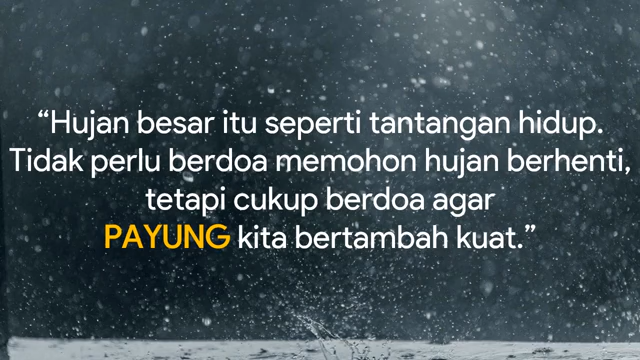 “Hujan besar itu seperti tantangan hidup.
Tidak perlu berdoa memohon hujan berhenti,
tetapi cukup berdoa agar
PAYUNG kita bertambah kuat.”